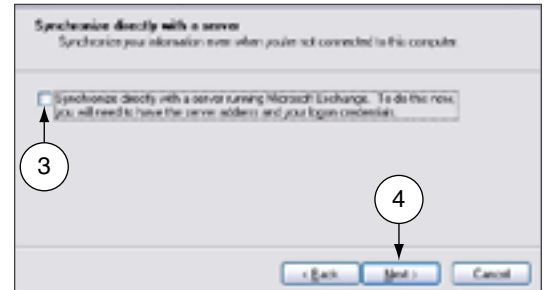 Synchronize directly with a server
Synchronize your information even when you're not connected to this computer.
Synchronize directly with a server running Microsoft Exchange. To do this now,
you will need to have the server address and your logon credentials.
3
4
< Back Next > Cancel